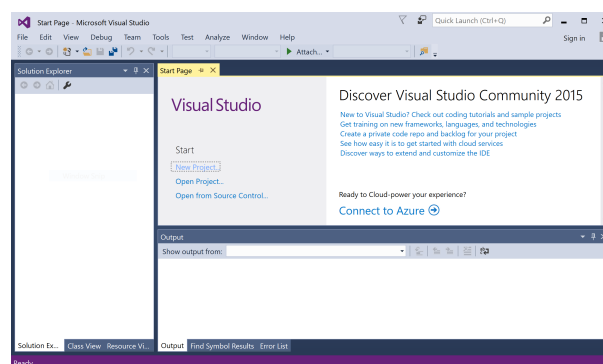 Start Page - Microsoft Visual Studio
Quick Launch (Ctrl+Q)
File Edit View Debug Team Tools Test Analyze Window Help
Sign in
Attach...
Solution Explorer
Start Page
Visual Studio
Start
New Project...
Open Project...
Open from Source Control...
Discover Visual Studio Community 2015
New to Visual Studio? Check out coding tutorials and sample projects
Get training on new frameworks, languages, and technologies
Create a private code repo and backlog for your project
See how easy it is to get started with cloud services
Discover ways to extend and customize the IDE
Ready to Cloud-power your experience?
Connect to Azure
Output
Show output from:
Solution Ex... Class View Resource Vi...
Output Find Symbol Results Error List
Ready